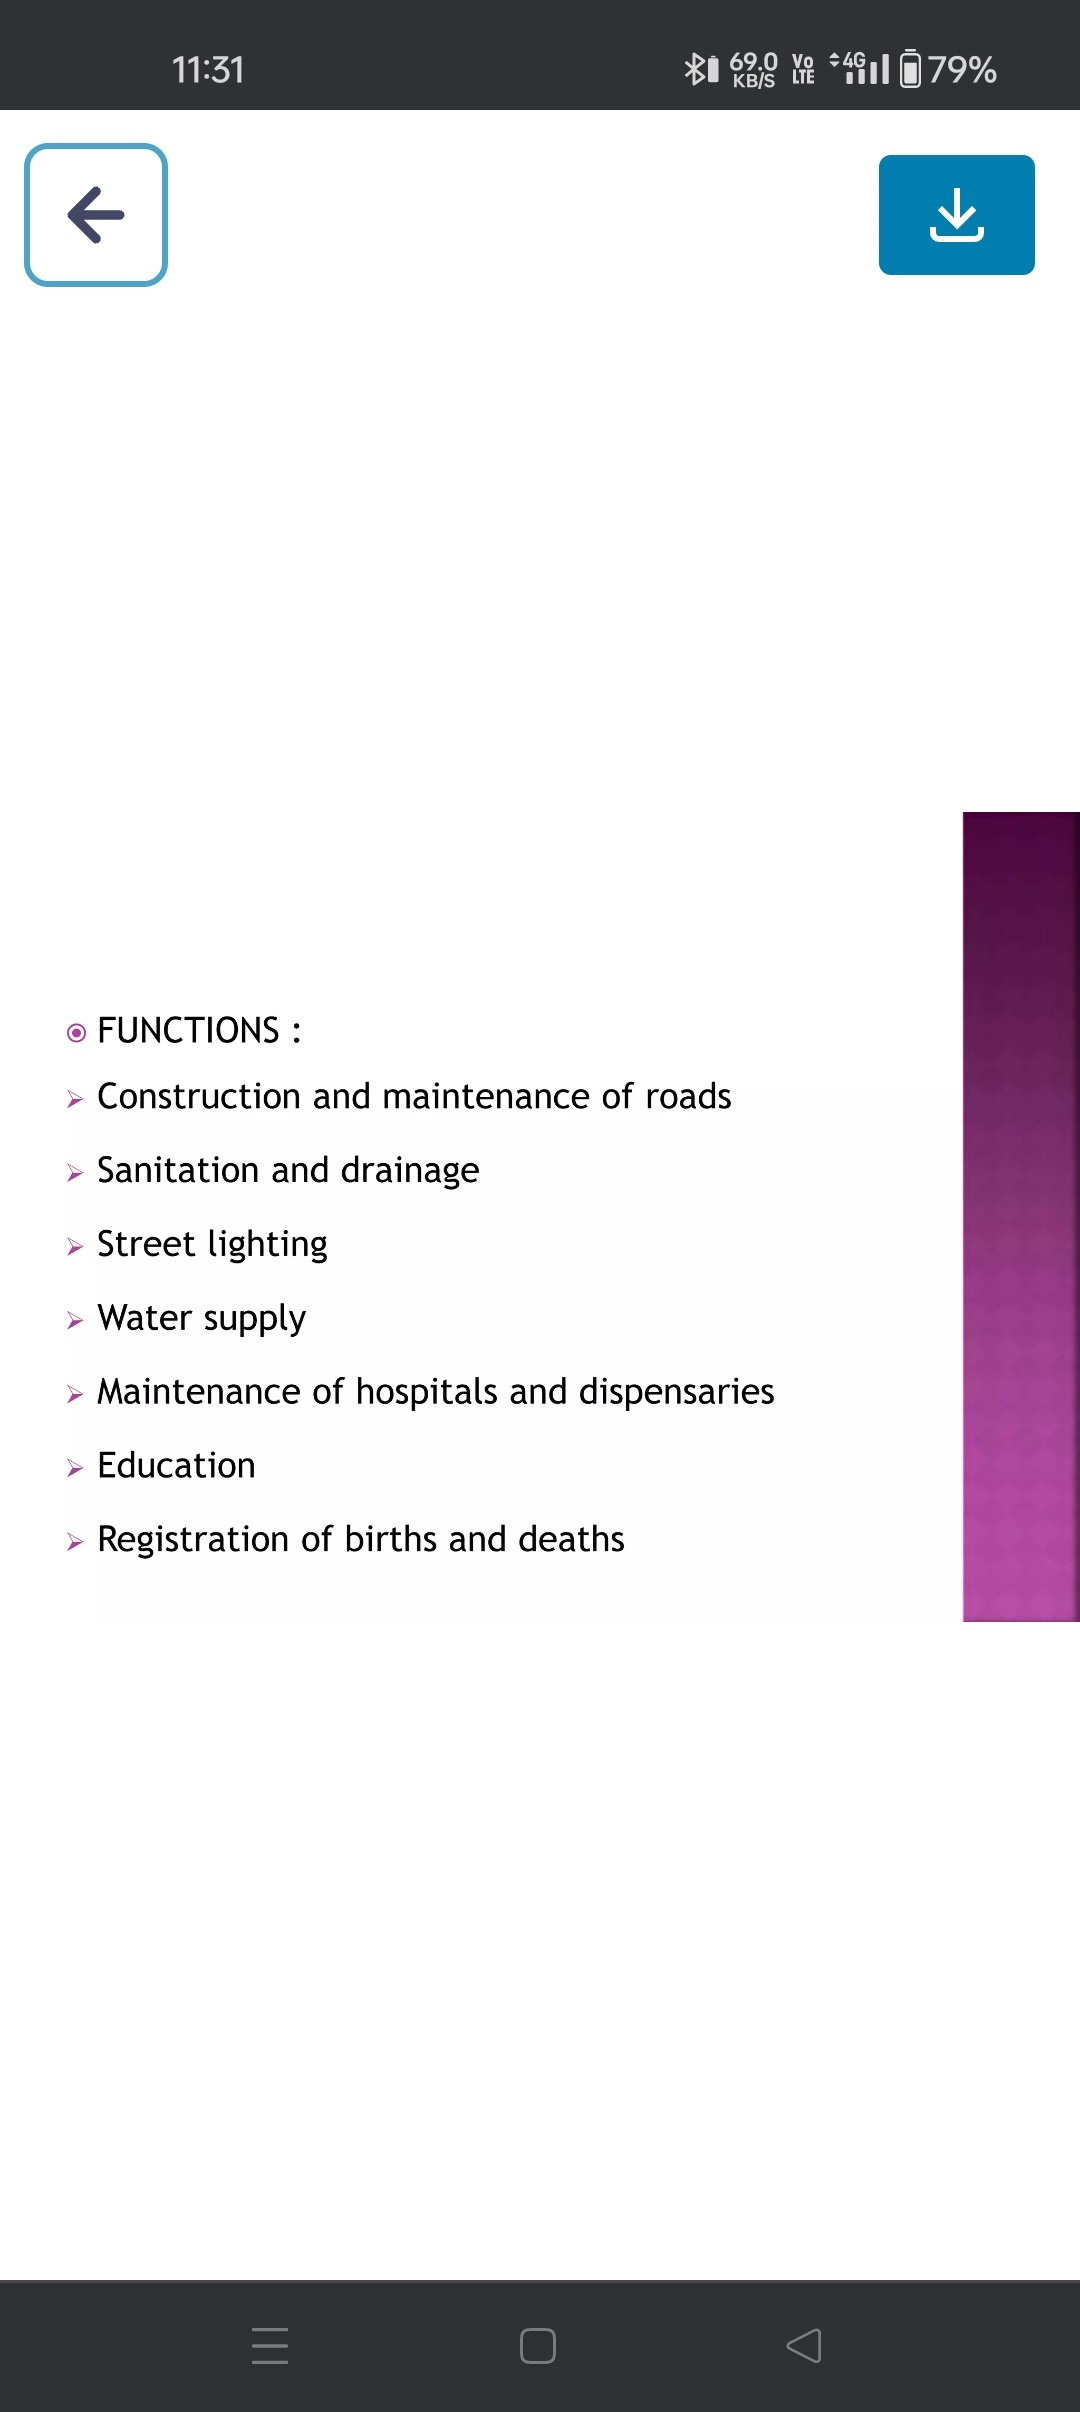 11:31
69.0 KB/S Vo LTE 4G 79%
FUNCTIONS :
Construction and maintenance of roads
Sanitation and drainage
Street lighting
Water supply
Maintenance of hospitals and dispensaries
Education
Registration of births and deaths